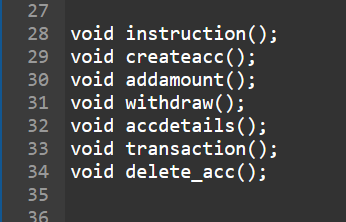 27
28 void instruction();
29 void createacc();
30 void addamount();
31 void withdraw();
32 void accdetails();
33 void transaction();
34 void delete_acc();
35
36